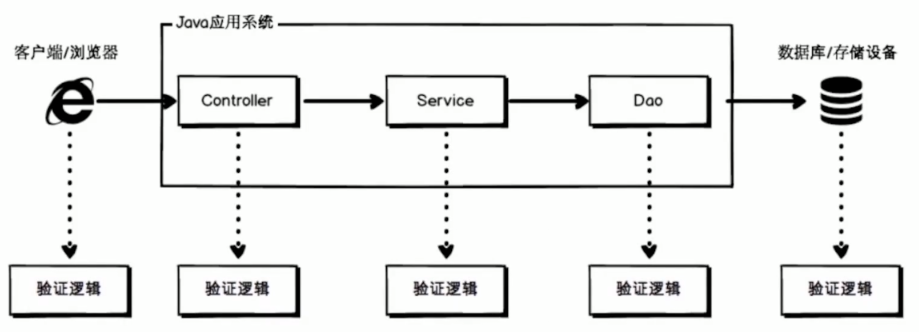 Java应用系统
客户端/浏览器
数据库/存储设备
Controller
Service
Dao
验证逻辑
验证逻辑
验证逻辑
验证逻辑
验证逻辑